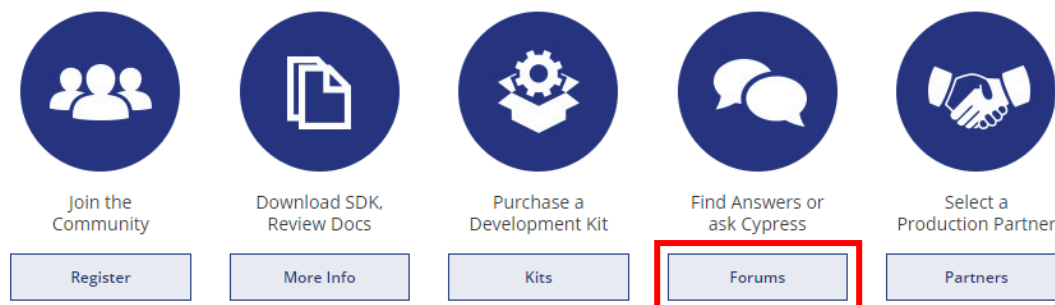 Join the
Community
Download SDK,
Review Docs
Purchase a
Development Kit
Find Answers or
ask Cypress
Select a
Production Partner
Register
More Info
Kits
Forums
Partners